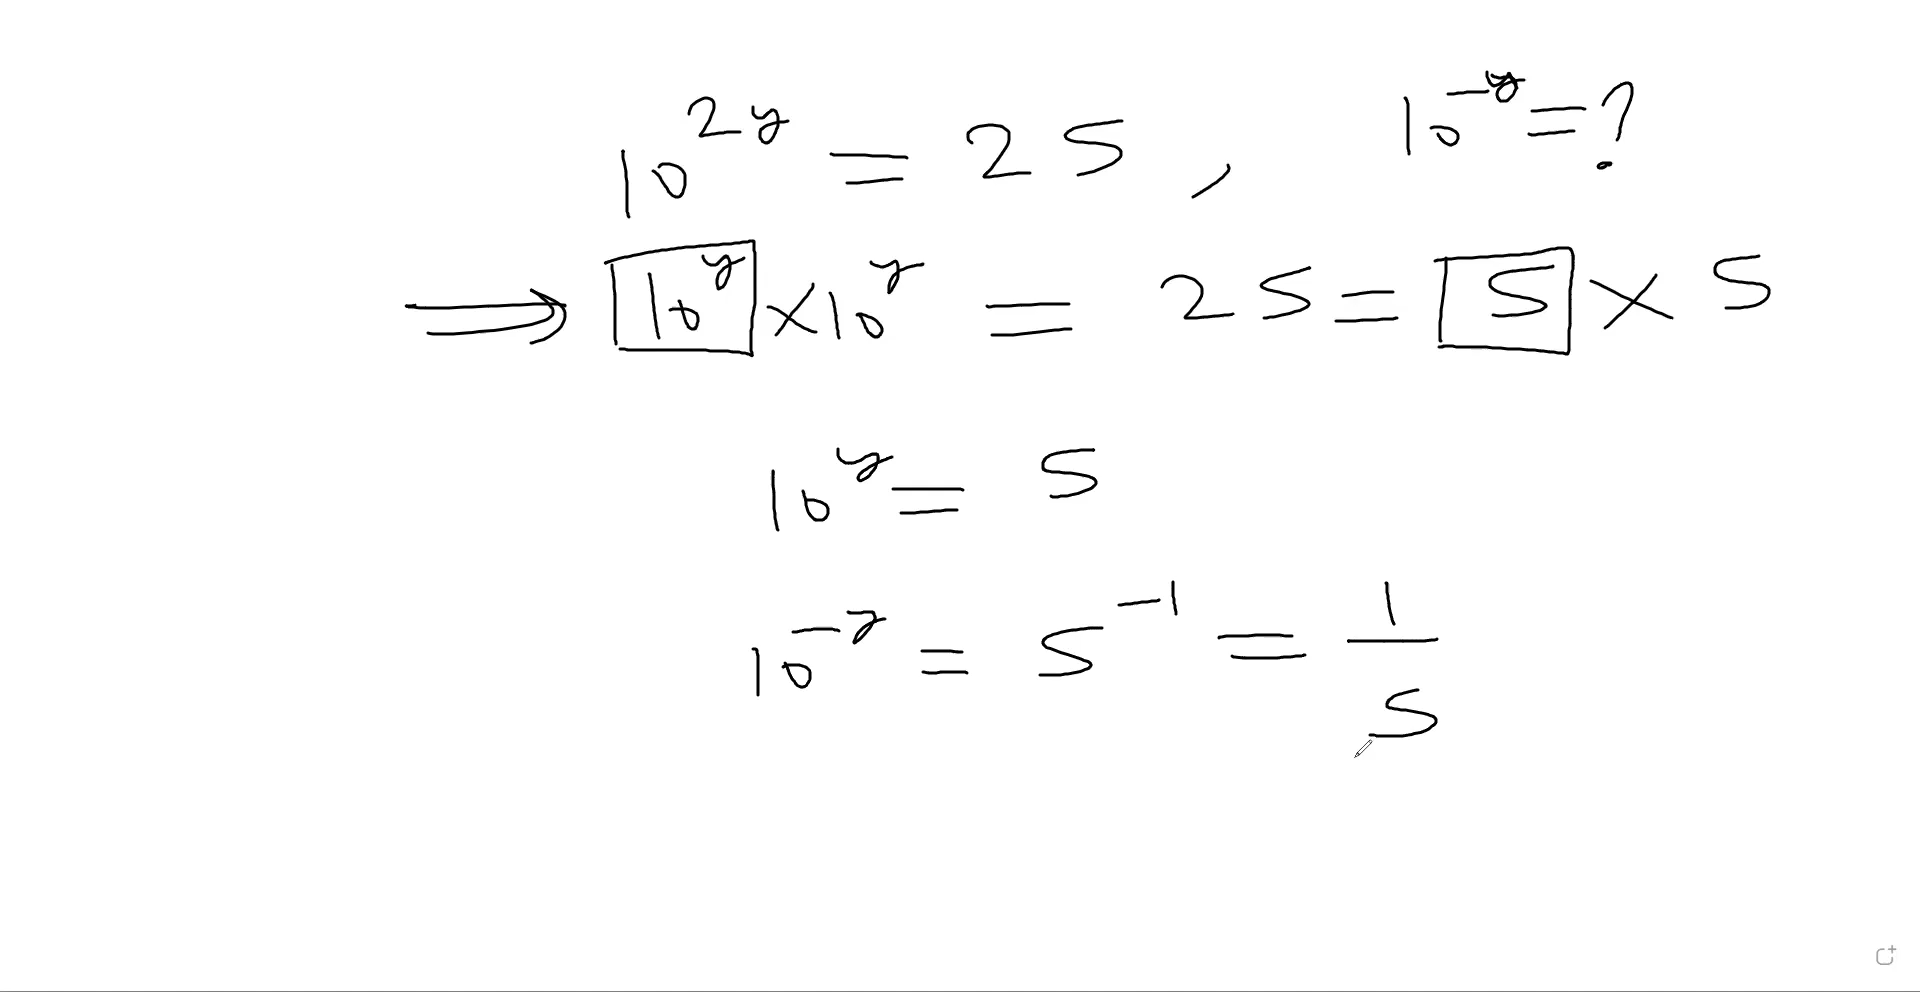 10^{2y} = 25 , 10^{-y} = ?
⟹ 10^y × 10^y = 25 = 5 × 5
10^y = 5
10^{-y} = 5^{-1} = 1/5